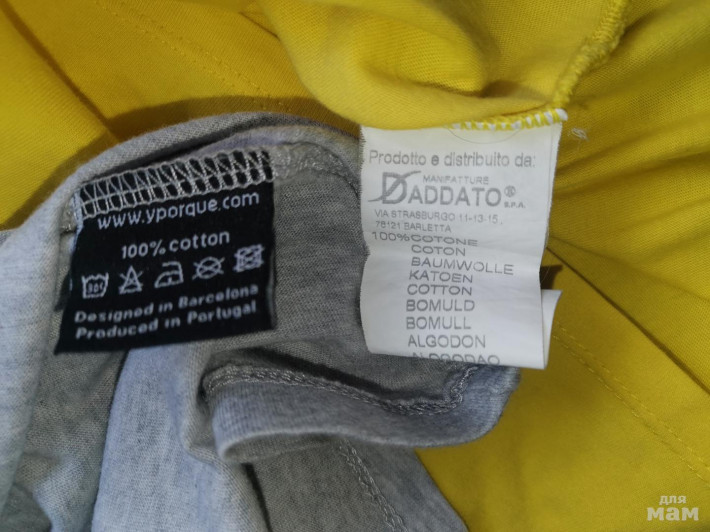 www.yporque.com
100% cotton
Designed in Barcelona
Produced in Portugal
Prodotto e distribuito da:
MANIFATTURE
DADDATO® S.P.A.
VIA STRASBURGO 11-13-15,
76121 BARLETTA
100%COTONE
COTON
BAUMWOLLE
KATOEN
COTTON
BOMULD
BOMULL
ALGODON
ALGODAO
для
мам